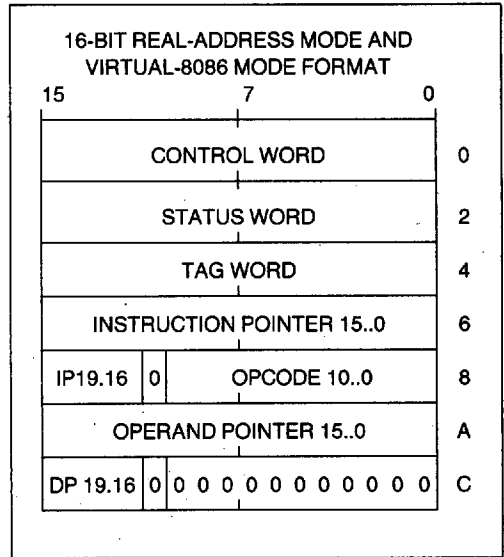 16-BIT REAL-ADDRESS MODE AND
VIRTUAL-8086 MODE FORMAT
15 7 0
CONTROL WORD 0
STATUS WORD 2
TAG WORD 4
INSTRUCTION POINTER 15..0 6
IP19.16 0 OPCODE 10..0 8
OPERAND POINTER 15..0 A
DP 19.16 0 0 0 0 0 0 0 0 0 0 0 0 C